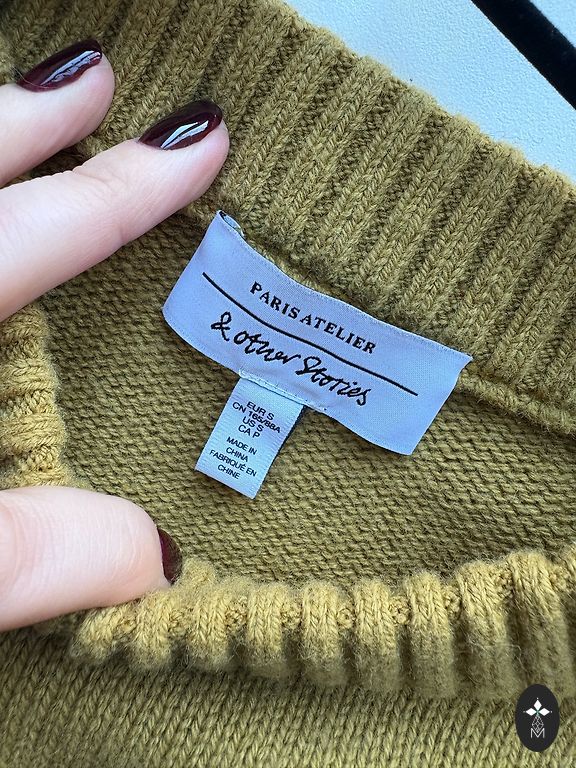 PARIS ATELIER
& other Stories
EUR S
CN 165/88A
US S
CA P
MADE IN
CHINA
FABRIQUÉ EN
CHINE
M